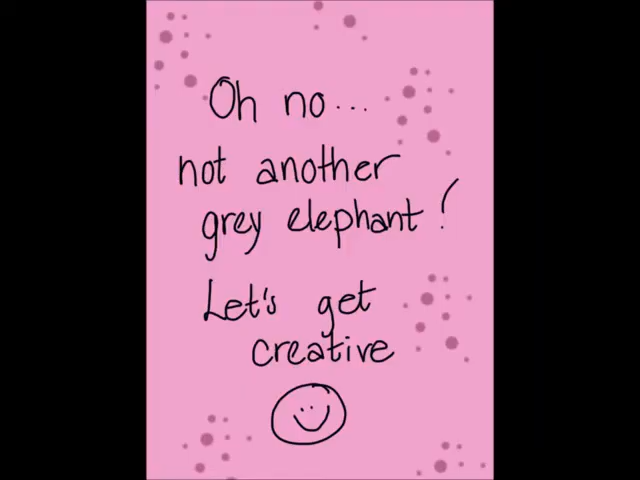 Oh no...
not another
grey elephant!
Let's get
creative